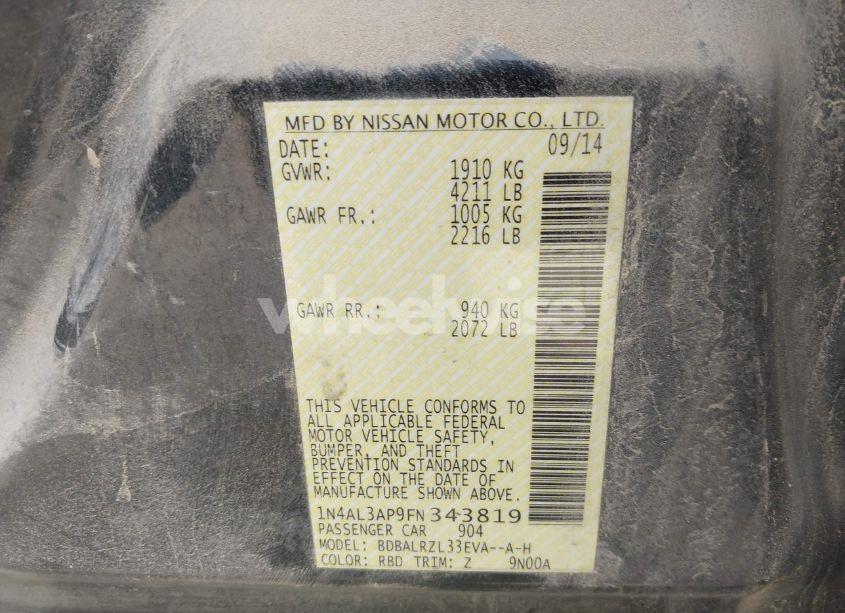 MFD BY NISSAN MOTOR CO., LTD.
DATE: 09/14
GVWR: 1910 KG
4211 LB
GAWR FR.: 1005 KG
2216 LB
GAWR RR.: 940 KG
2072 LB
wheelwise
THIS VEHICLE CONFORMS TO
ALL APPLICABLE FEDERAL
MOTOR VEHICLE SAFETY,
BUMPER, AND THEFT
PREVENTION STANDARDS IN
EFFECT ON THE DATE OF
MANUFACTURE SHOWN ABOVE.
1N4AL3AP9FN343819
PASSENGER CAR 904
MODEL: BDBALRZL33EVA--A-H
COLOR: RBD TRIM: Z 9N00A